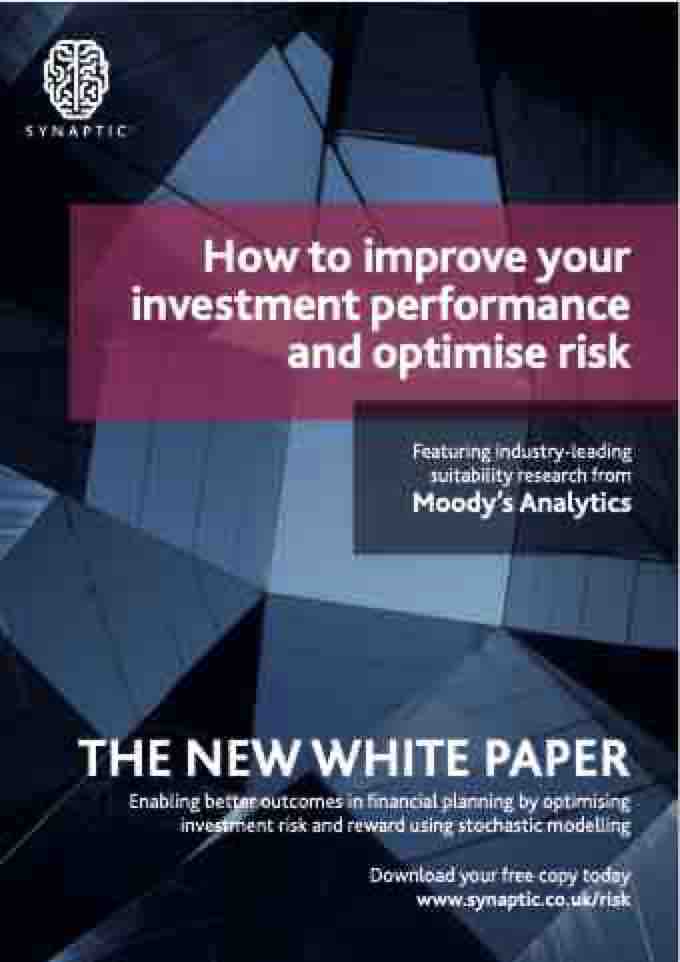 SYNAPTIC
How to improve your
investment performance
and optimise risk
Featuring industry-leading
suitability research from
Moody's Analytics
THE NEW WHITE PAPER
Enabling better outcomes in financial planning by optimising
investment risk and reward using stochastic modelling
Download your free copy today
www.synaptic.co.uk/risk